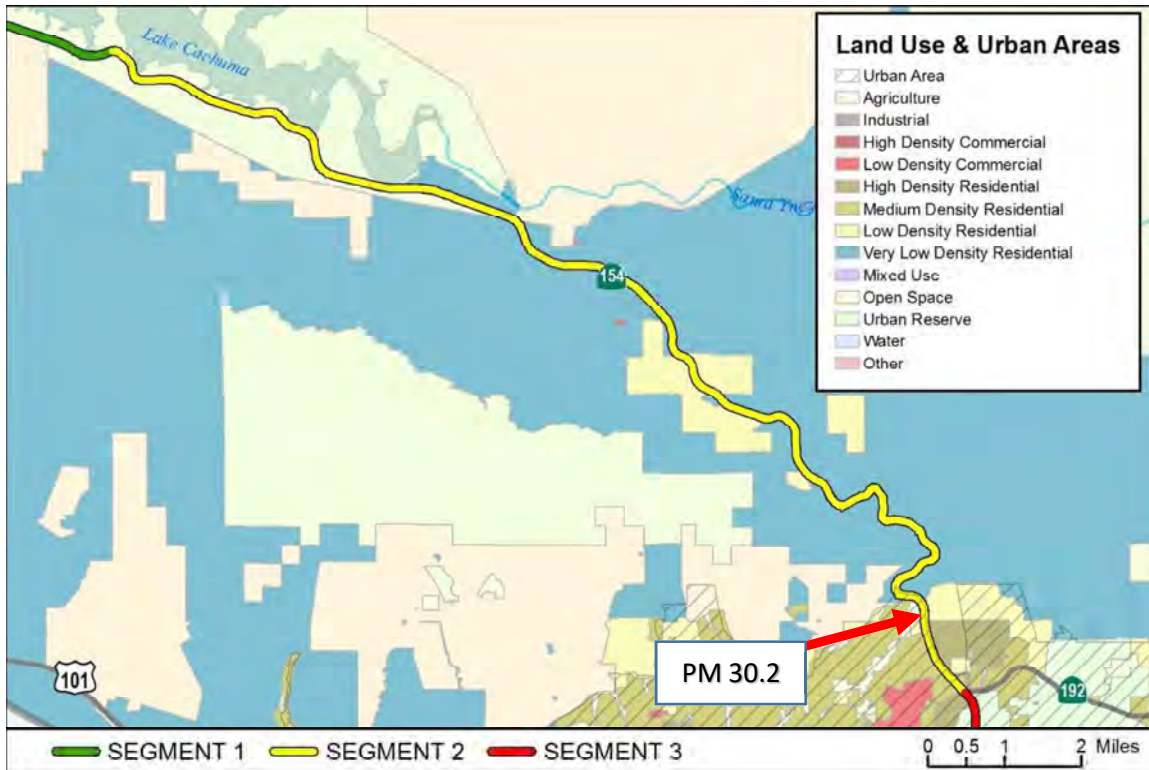 Lake Cachuma
Land Use & Urban Areas
Urban Area
Agriculture
Industrial
High Density Commercial
Low Density Commercial
High Density Residential
Medium Density Residential
Low Density Residential
Very Low Density Residential
Mixed Use
Open Space
Urban Reserve
Water
Other
Santa Ynez
154
PM 30.2
101
192
SEGMENT 1
SEGMENT 2
SEGMENT 3
0 0.5 1 2 Miles